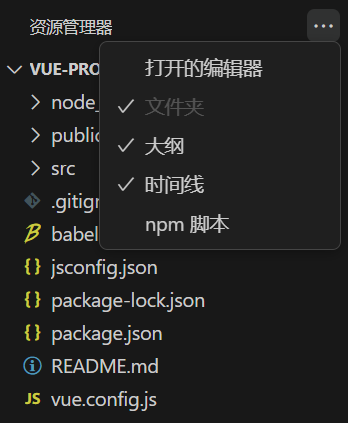 资源管理器
VUE-PRO
打开的编辑器
node_
文件夹
public
大纲
src
时间线
.gitign
npm 脚本
babel
jsconfig.json
package-lock.json
package.json
README.md
JS vue.config.js